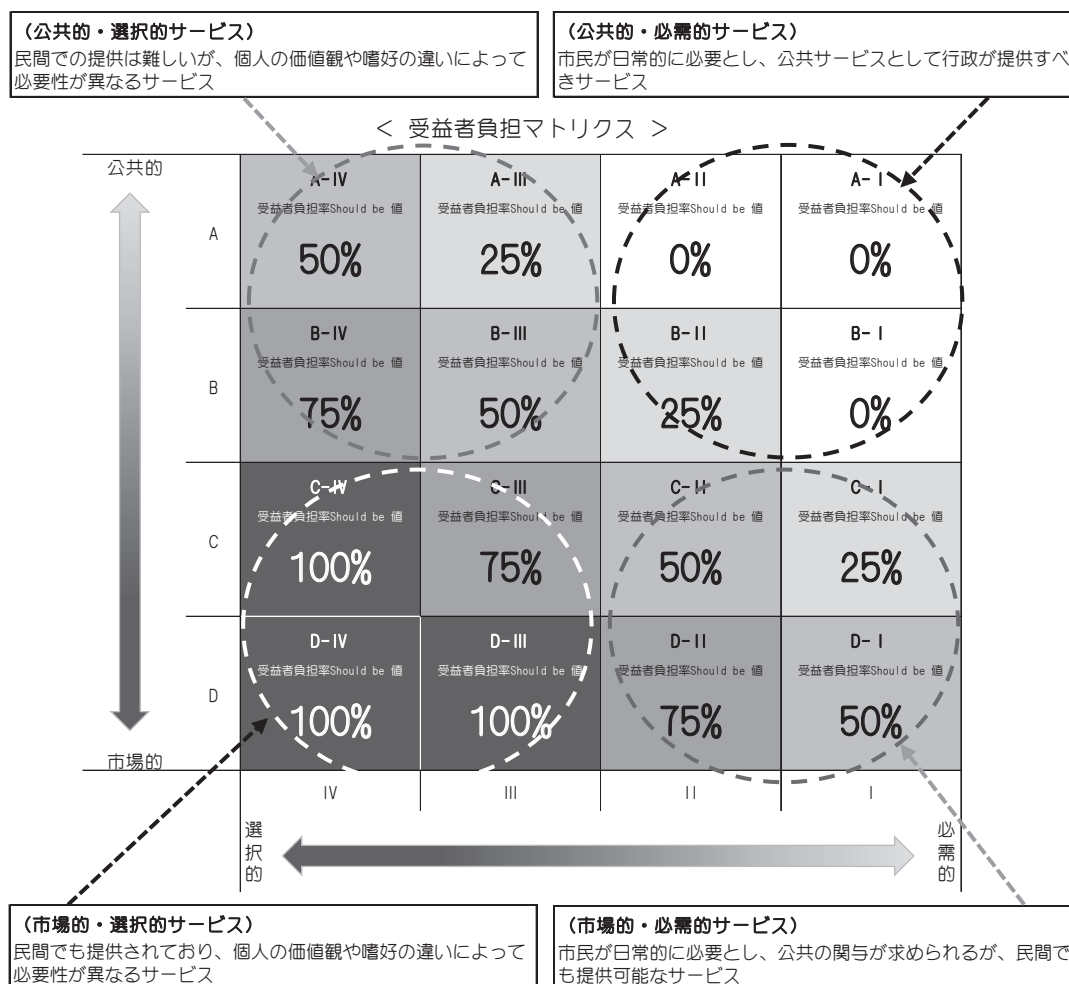 (公共的・選択的サービス)
民間での提供は難しいが、個人の価値観や嗜好の違いによって
必要性が異なるサービス
(公共的・必需的サービス)
市民が日常的に必要とし、公共サービスとして行政が提供すべ
きサービス
< 受益者負担マトリクス >
公共的
A
A-IV
受益者負担率Should be 値
50%
A-III
受益者負担率Should be 値
25%
A-II
受益者負担率Should be 値
0%
A-I
受益者負担率Should be 値
0%
B
B-IV
受益者負担率Should be 値
75%
B-III
受益者負担率Should be 値
50%
B-II
受益者負担率Should be 値
25%
B-I
受益者負担率Should be 値
0%
C
C-IV
受益者負担率Should be 値
100%
C-III
受益者負担率Should be 値
75%
C-II
受益者負担率Should be 値
50%
C-I
受益者負担率Should be 値
25%
D
D-IV
受益者負担率Should be 値
100%
D-III
受益者負担率Should be 値
100%
D-II
受益者負担率Should be 値
75%
D-I
受益者負担率Should be 値
50%
市場的
IV
III
II
I
選択的
必需的
(市場的・選択的サービス)
民間でも提供されており、個人の価値観や嗜好の違いによって
必要性が異なるサービス
(市場的・必需的サービス)
市民が日常的に必要とし、公共の関与が求められるが、民間で
も提供可能なサービス